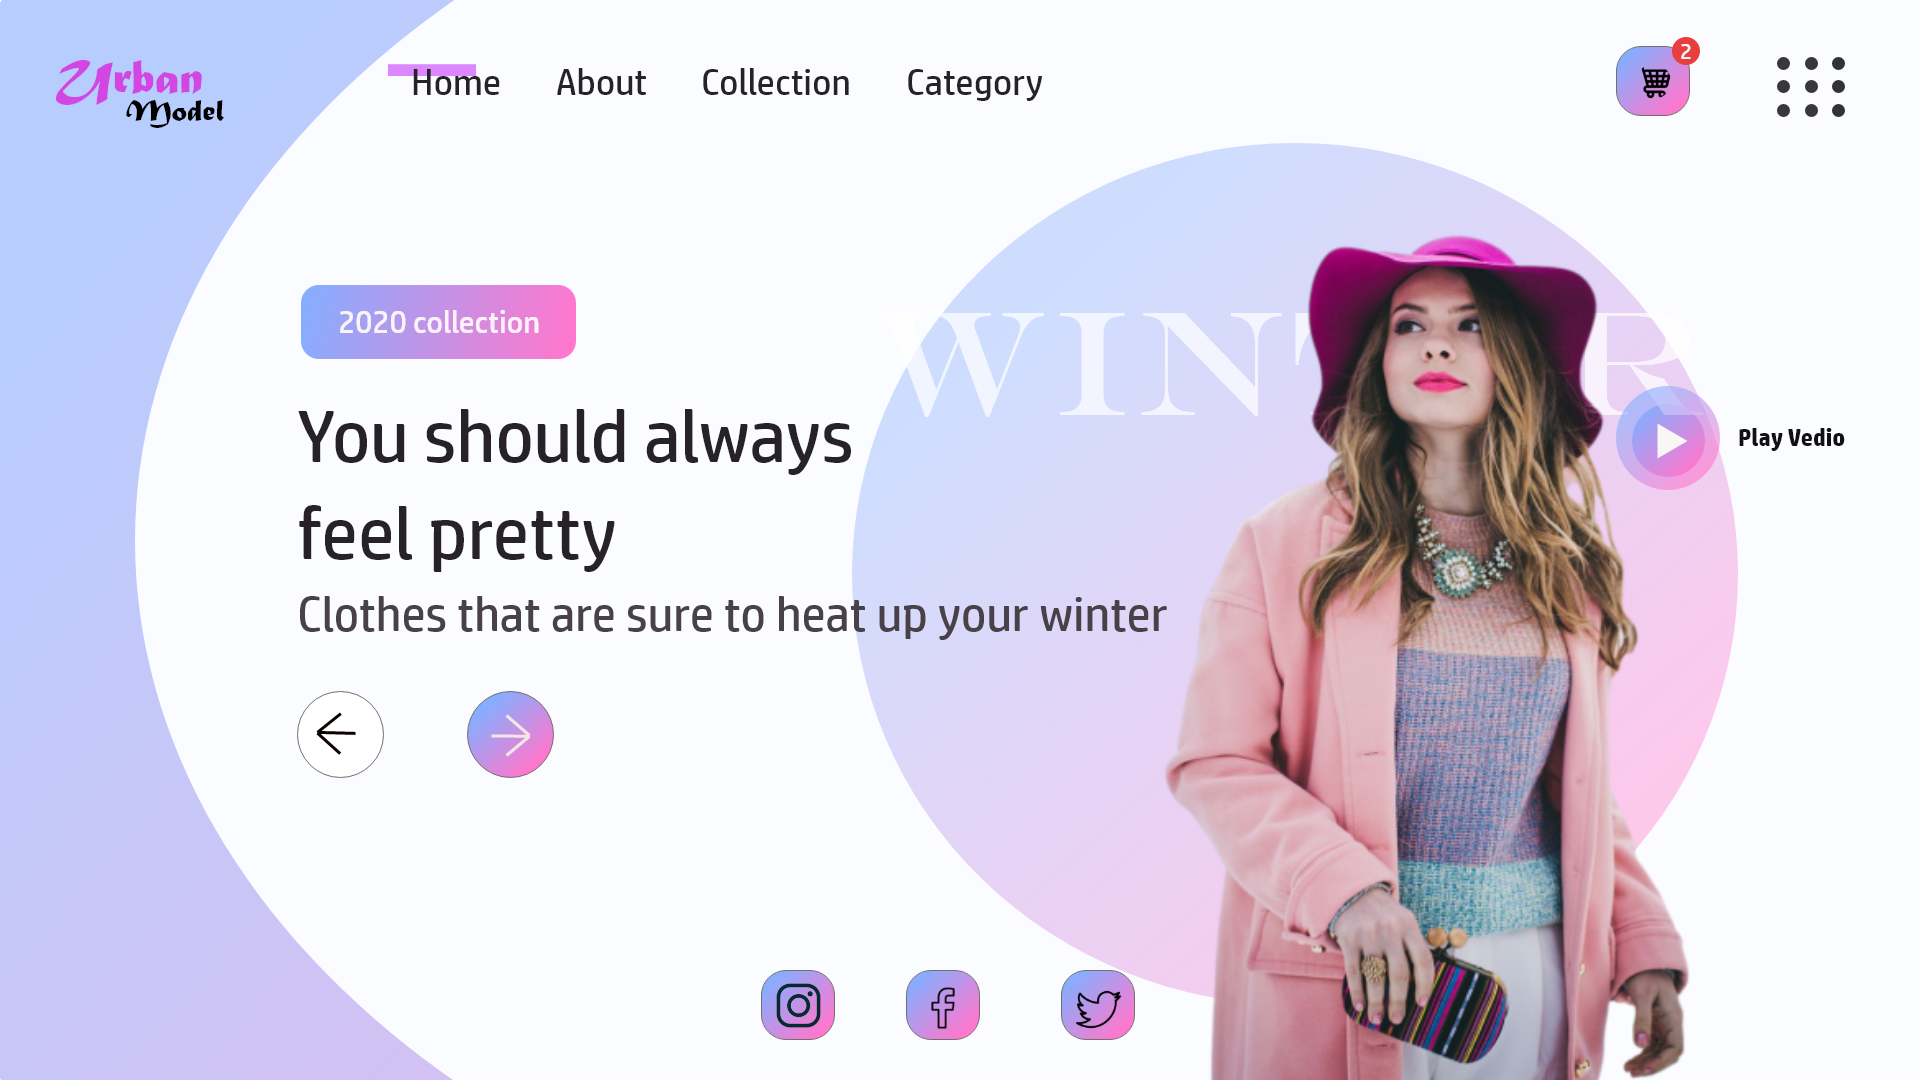 Urban
Model
Home About Collection Category
2
2020 collection
WINTER
You should always
feel pretty
Clothes that are sure to heat up your winter
Play Vedio